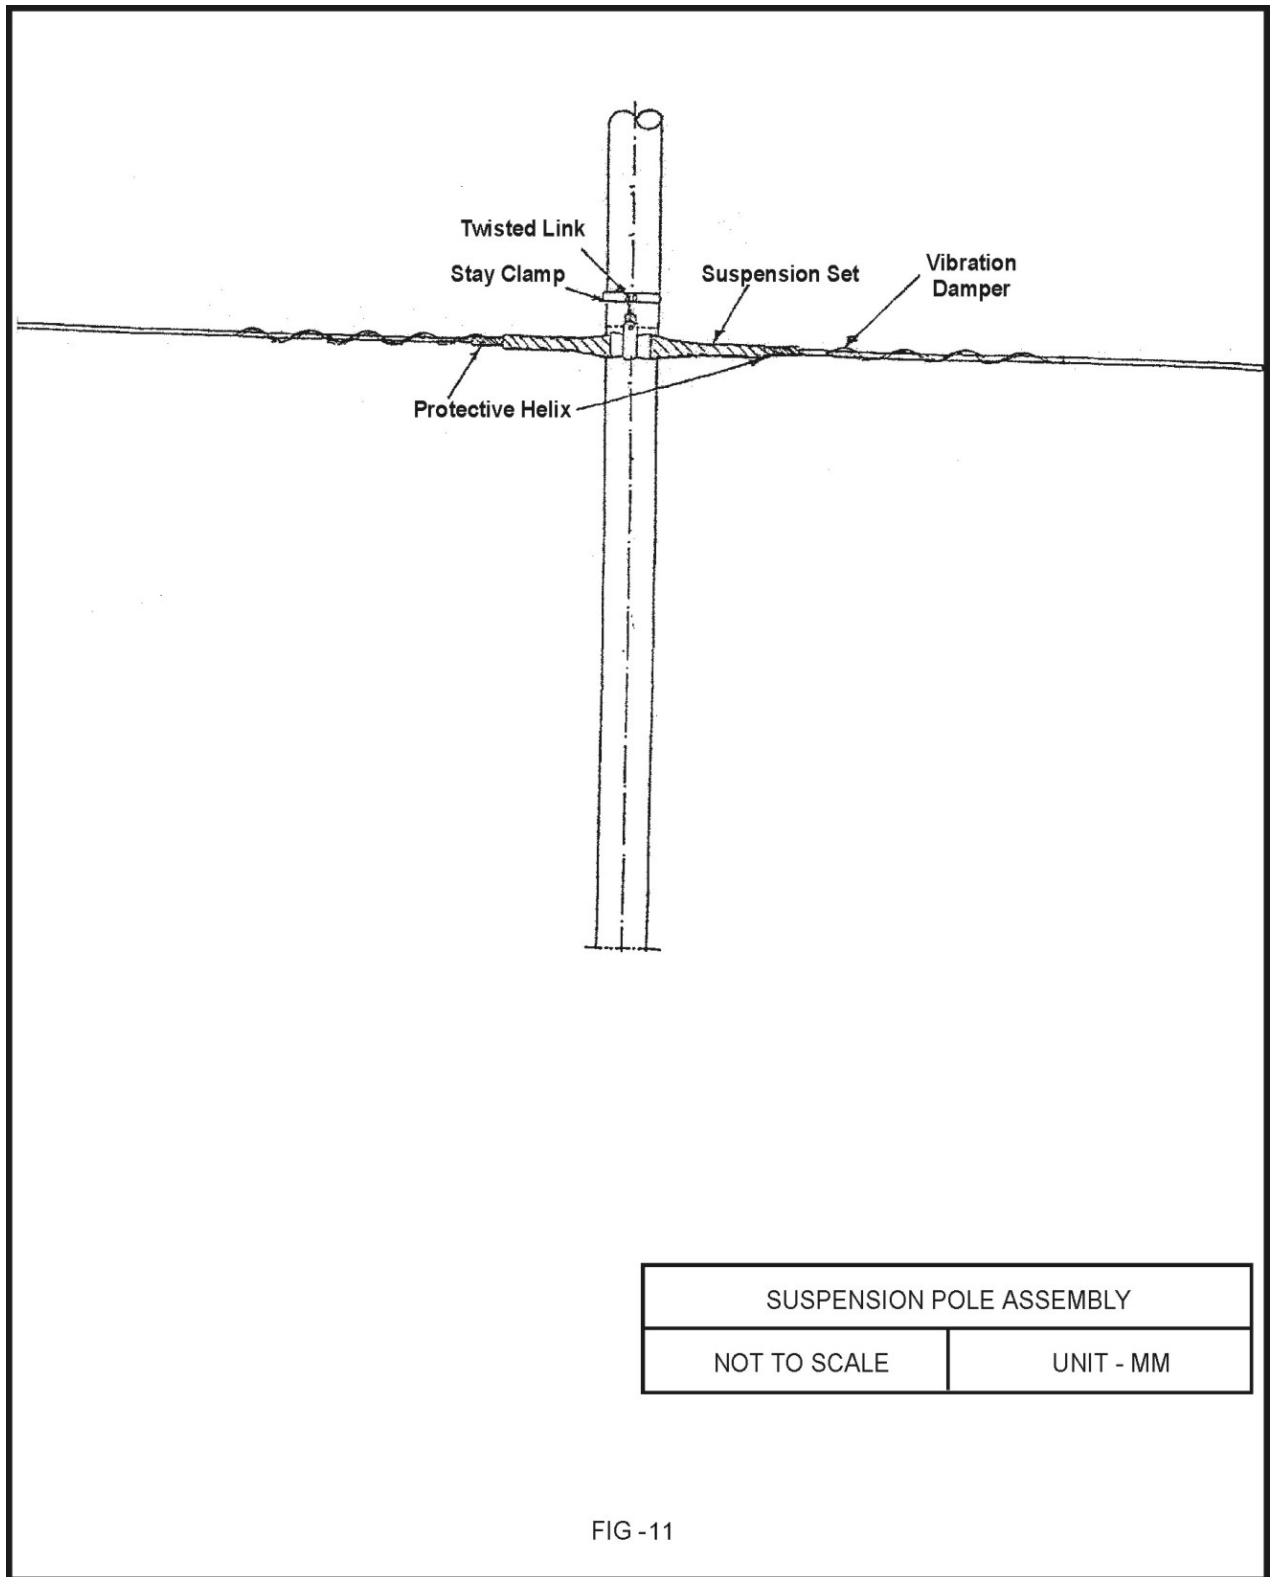 Twisted Link
Stay Clamp
Suspension Set
Vibration
Damper
Protective Helix
SUSPENSION POLE ASSEMBLY
NOT TO SCALE
UNIT - MM
FIG -11